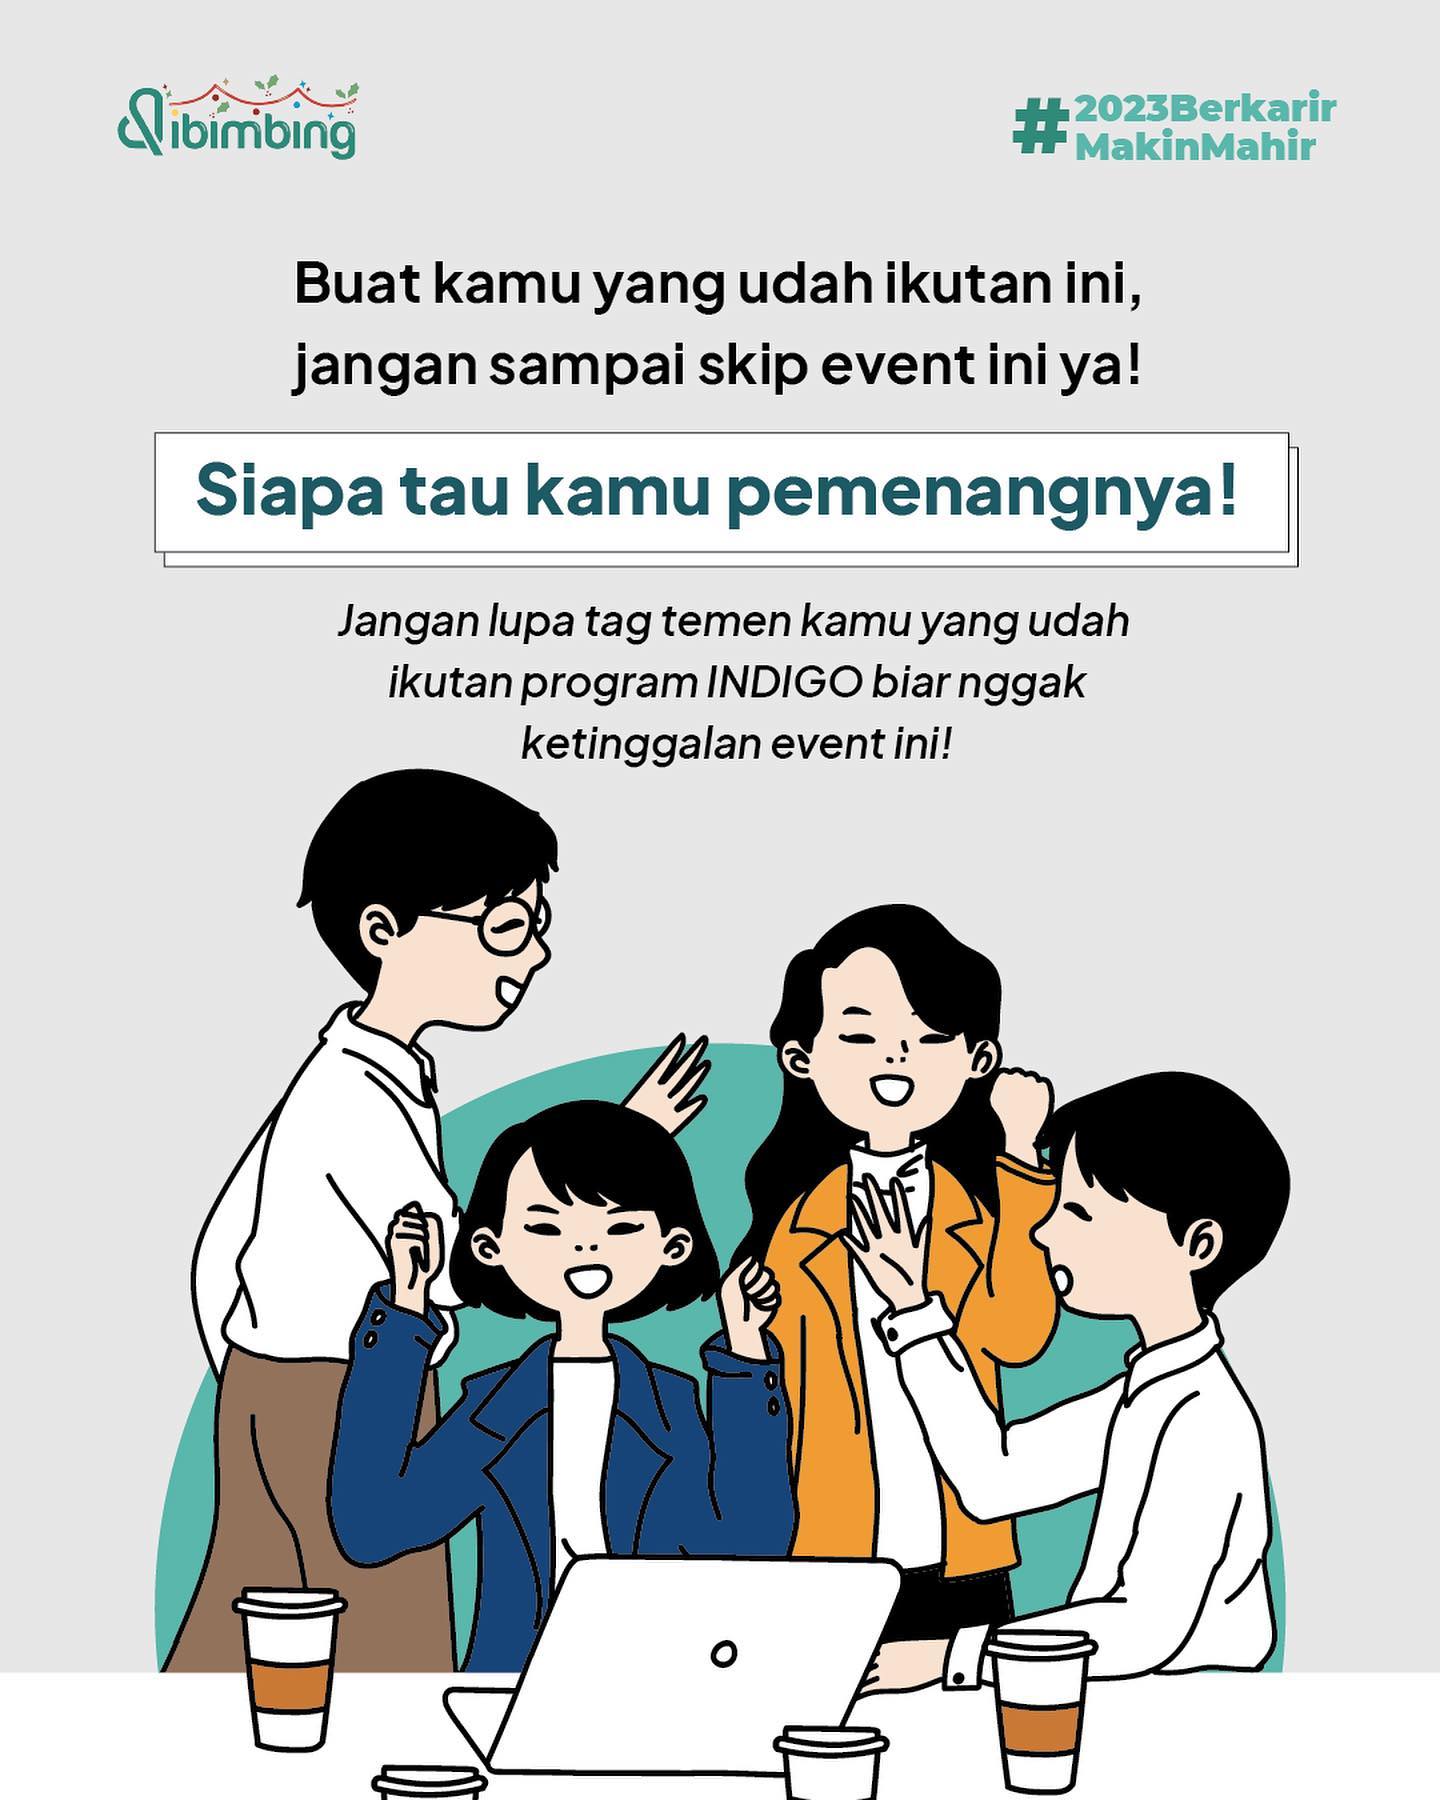 ibimbing
#2023Berkarir
MakinMahir
Buat kamu yang udah ikutan ini,
jangan sampai skip event ini ya!
Siapa tau kamu pemenangnya!
Jangan lupa tag temen kamu yang udah
ikutan program INDIGO biar nggak
ketinggalan event ini!